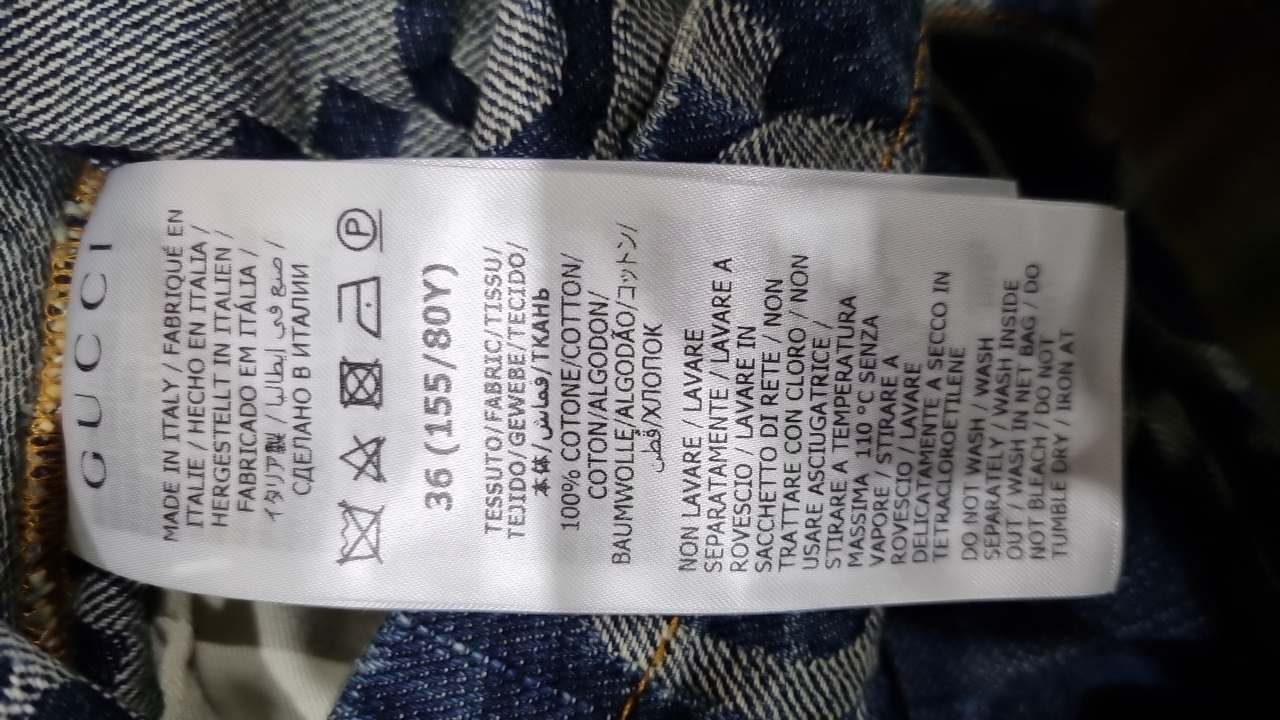 GUCCI
MADE IN ITALY / FABRIQUÉ EN
ITALIE / HECHO EN ITALIA /
HERGESTELLT IN ITALIEN /
FABRICADO EM ITÁLIA /
イタリア製 / صنع في إيطاليا /
СДЕЛАНО В ИТАЛИИ
P
36 (155/80Y)
TESSUTO/FABRIC/TISSU/
TEJIDO/GEWEBE/TECIDO/
本体/قماش/ТКАНЬ
100% COTONE/COTTON/
COTON/ALGODON/
BAUMWOLLE/ALGODÃO/コットン/
قطن/ХЛОПОК
NON LAVARE / LAVARE
SEPARATAMENTE / LAVARE A
ROVESCIO / LAVARE IN
SACCHETTO DI RETE / NON
TRATTARE CON CLORO / NON
USARE ASCIUGATRICE /
STIRARE A TEMPERATURA
MASSIMA 110 °C SENZA
VAPORE / STIRARE A
ROVESCIO / LAVARE
DELICATAMENTE A SECCO IN
TETRACLOROETILENE
DO NOT WASH / WASH
SEPARATELY / WASH INSIDE
OUT / WASH IN NET BAG / DO
NOT BLEACH / DO NOT
TUMBLE DRY / IRON AT